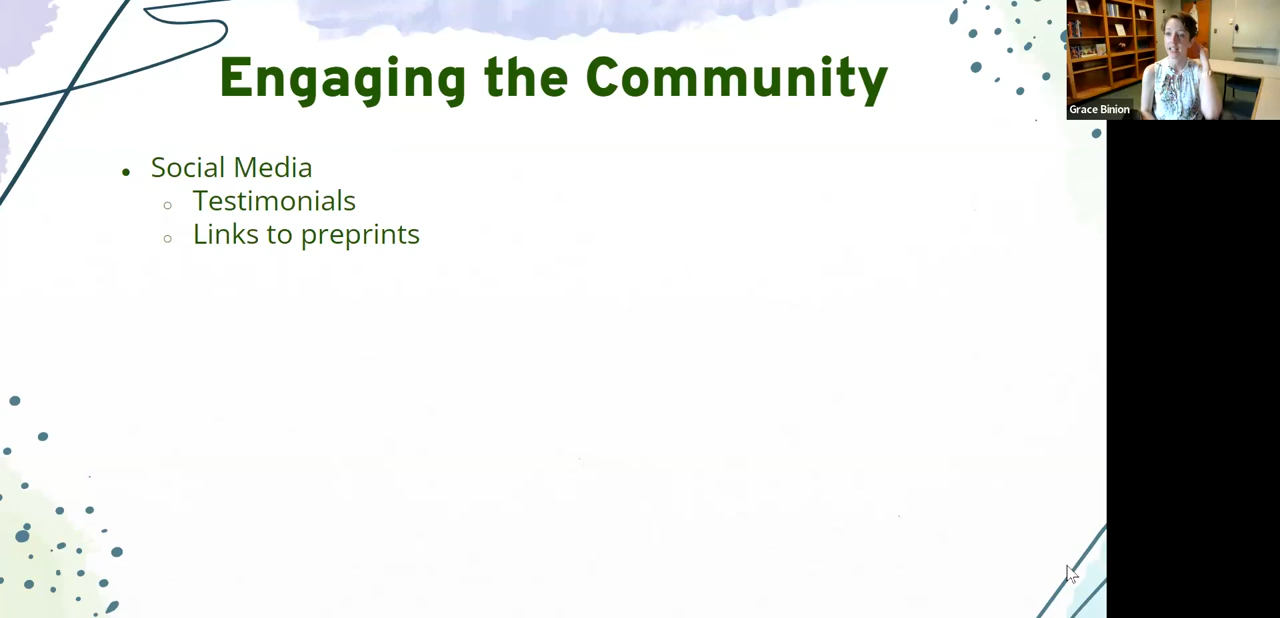 Engaging the Community
Grace Binion
• Social Media
○ Testimonials
○ Links to preprints